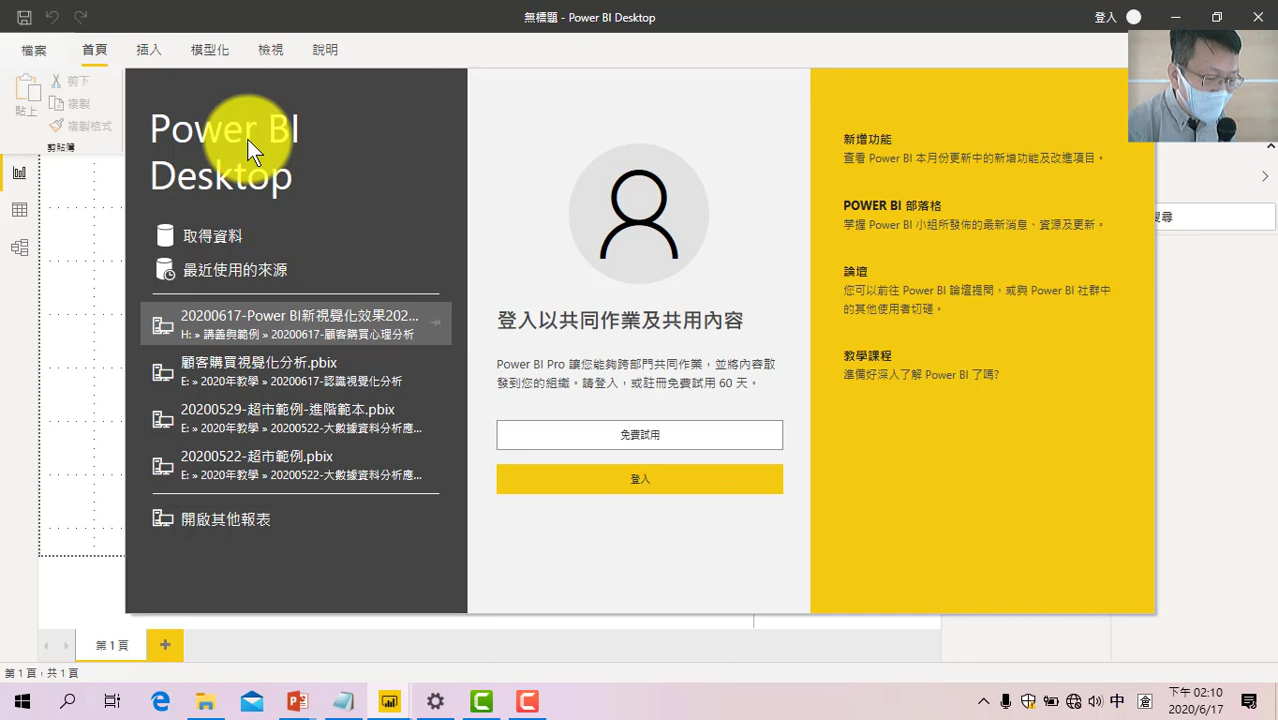 無標題 - Power BI Desktop
登入
檔案
首頁
插入
模型化
檢視
說明
貼上
剪下
複製
複製格式
剪貼簿
Power BI
Desktop
取得資料
最近使用的來源
20200617-Power BI新視覺化效果202...
H: » 講義與範例 » 20200617-顧客購買心理分析
顧客購買視覺化分析.pbix
E: » 2020年教學 » 20200617-認識視覺化分析
20200529-超市範例-進階範本.pbix
E: » 2020年教學 » 20200522-大數據資料分析應...
20200522-超市範例.pbix
E: » 2020年教學 » 20200522-大數據資料分析應...
開啟其他報表
登入以共同作業及共用內容
Power BI Pro 讓您能夠跨部門共同作業，並將內容散
發到您的組織。請登入，或註冊免費試用 60 天。
免費試用
登入
新增功能
查看 Power BI 本月份更新中的新增功能及改進項目。
POWER BI 部落格
掌握 Power BI 小組所發佈的最新消息、資源及更新。
論壇
您可以前往 Power BI 論壇提問，或與 Power BI 社群中
的其他使用者切磋。
教學課程
準備好深入了解 Power BI 了嗎?
搜尋
第 1 頁
第 1 頁，共 1 頁
中
倉
下午 02:10
2020/6/17